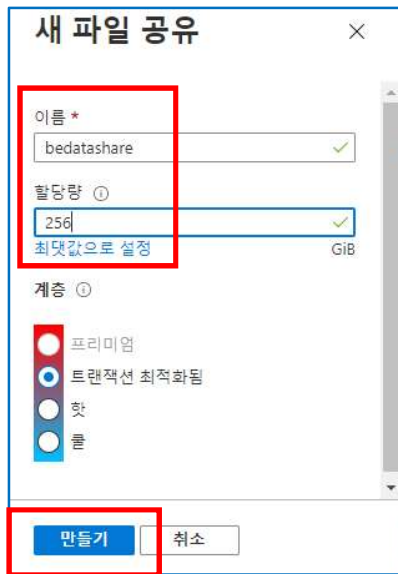 새 파일 공유
이름 *
bedatashare
할당량
256
최댓값으로 설정 GiB
계층
프리미엄
트랜잭션 최적화됨
핫
쿨
만들기 취소